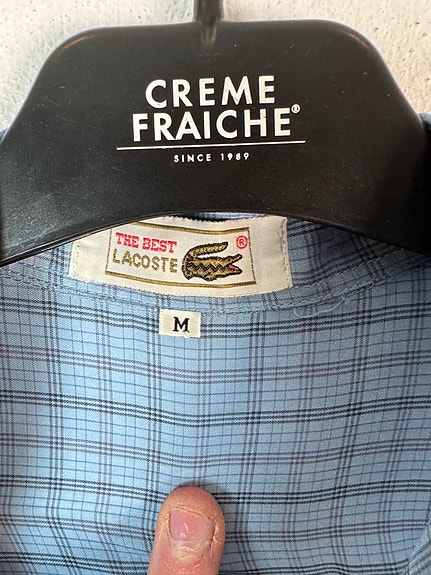 CREME
FRAICHE®
SINCE 1989
THE BEST ®
LACOSTE
M